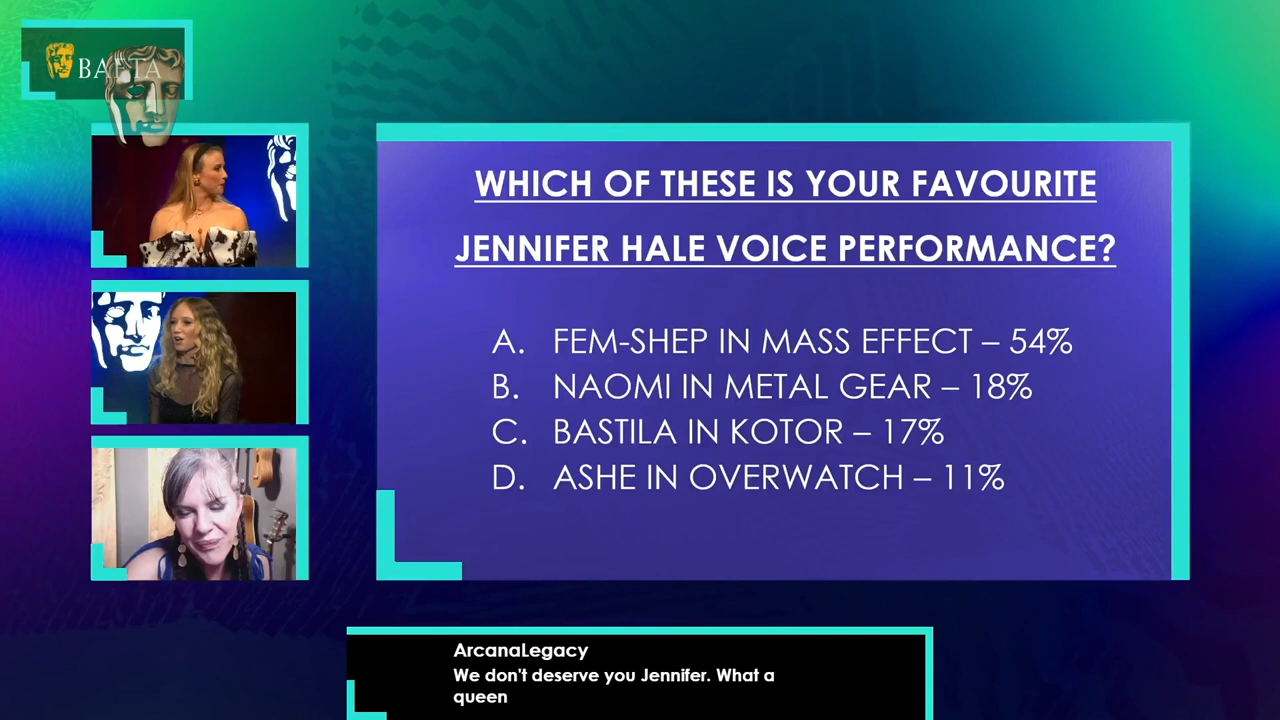 BAFTA
WHICH OF THESE IS YOUR FAVOURITE
JENNIFER HALE VOICE PERFORMANCE?
A. FEM-SHEP IN MASS EFFECT – 54%
B. NAOMI IN METAL GEAR – 18%
C. BASTILA IN KOTOR – 17%
D. ASHE IN OVERWATCH – 11%
ArcanaLegacy
We don't deserve you Jennifer. What a
queen